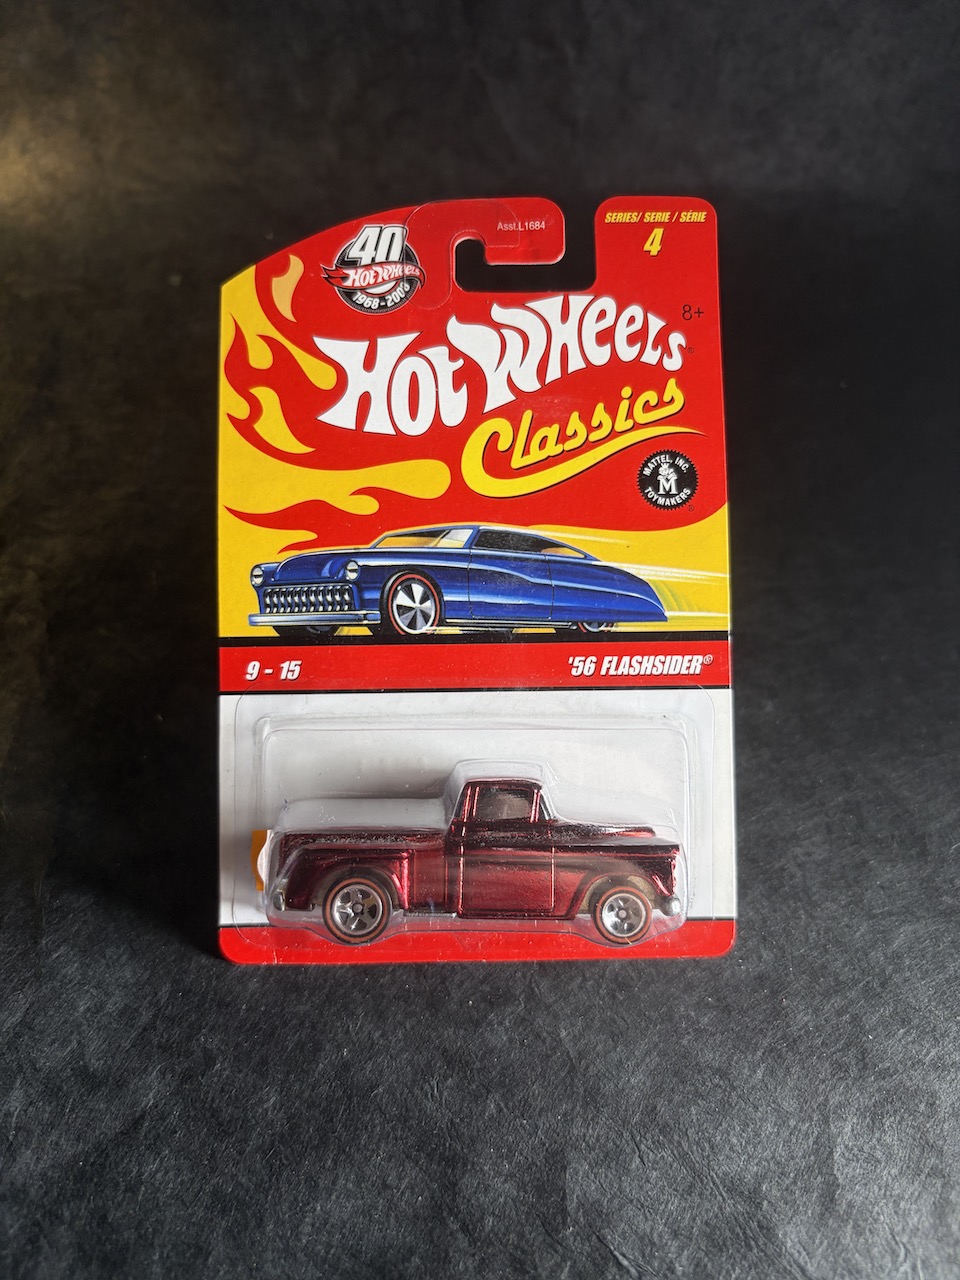 Asst.L1684
SERIES/ SERIE / SÉRIE
4
40
Hot Wheels
1968-2008
8+
Hot Wheels®
Classics
MATTEL, INC.
M
TOYMAKERS
®
9 - 15
'56 FLASHSIDER®